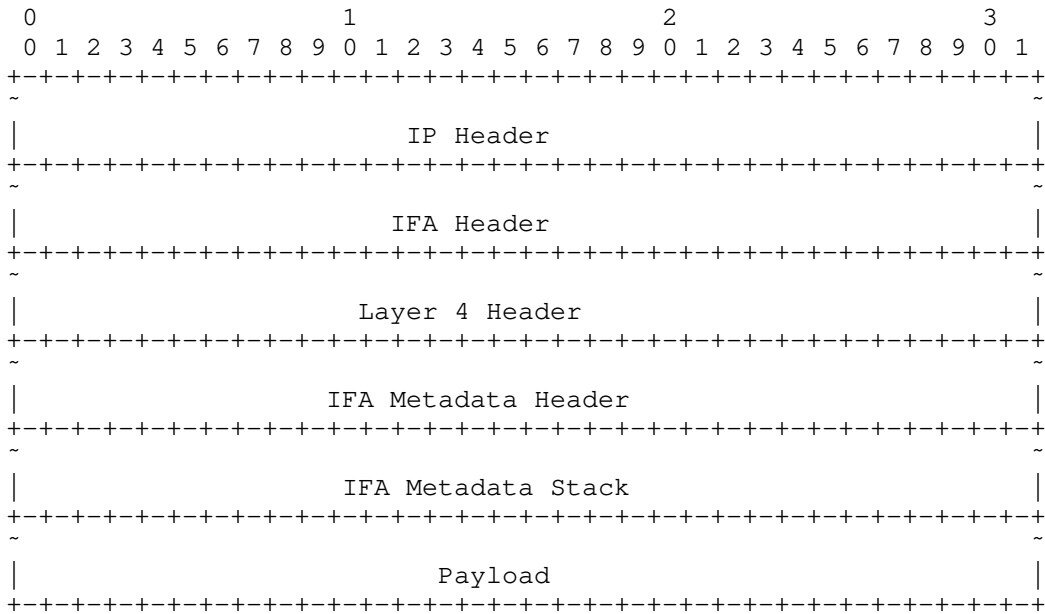 0                   1                   2                   3
0 1 2 3 4 5 6 7 8 9 0 1 2 3 4 5 6 7 8 9 0 1 2 3 4 5 6 7 8 9 0 1
+-+-+-+-+-+-+-+-+-+-+-+-+-+-+-+-+-+-+-+-+-+-+-+-+-+-+-+-+-+-+-+-+
~                                                               ~
|                        IP Header                              |
+-+-+-+-+-+-+-+-+-+-+-+-+-+-+-+-+-+-+-+-+-+-+-+-+-+-+-+-+-+-+-+-+
~                                                               ~
|                       IFA Header                              |
+-+-+-+-+-+-+-+-+-+-+-+-+-+-+-+-+-+-+-+-+-+-+-+-+-+-+-+-+-+-+-+-+
~                                                               ~
|                     Layer 4 Header                            |
+-+-+-+-+-+-+-+-+-+-+-+-+-+-+-+-+-+-+-+-+-+-+-+-+-+-+-+-+-+-+-+-+
~                                                               ~
|                   IFA Metadata Header                         |
+-+-+-+-+-+-+-+-+-+-+-+-+-+-+-+-+-+-+-+-+-+-+-+-+-+-+-+-+-+-+-+-+
~                                                               ~
|                    IFA Metadata Stack                         |
+-+-+-+-+-+-+-+-+-+-+-+-+-+-+-+-+-+-+-+-+-+-+-+-+-+-+-+-+-+-+-+-+
~                                                               ~
|                          Payload                              |
+-+-+-+-+-+-+-+-+-+-+-+-+-+-+-+-+-+-+-+-+-+-+-+-+-+-+-+-+-+-+-+-+